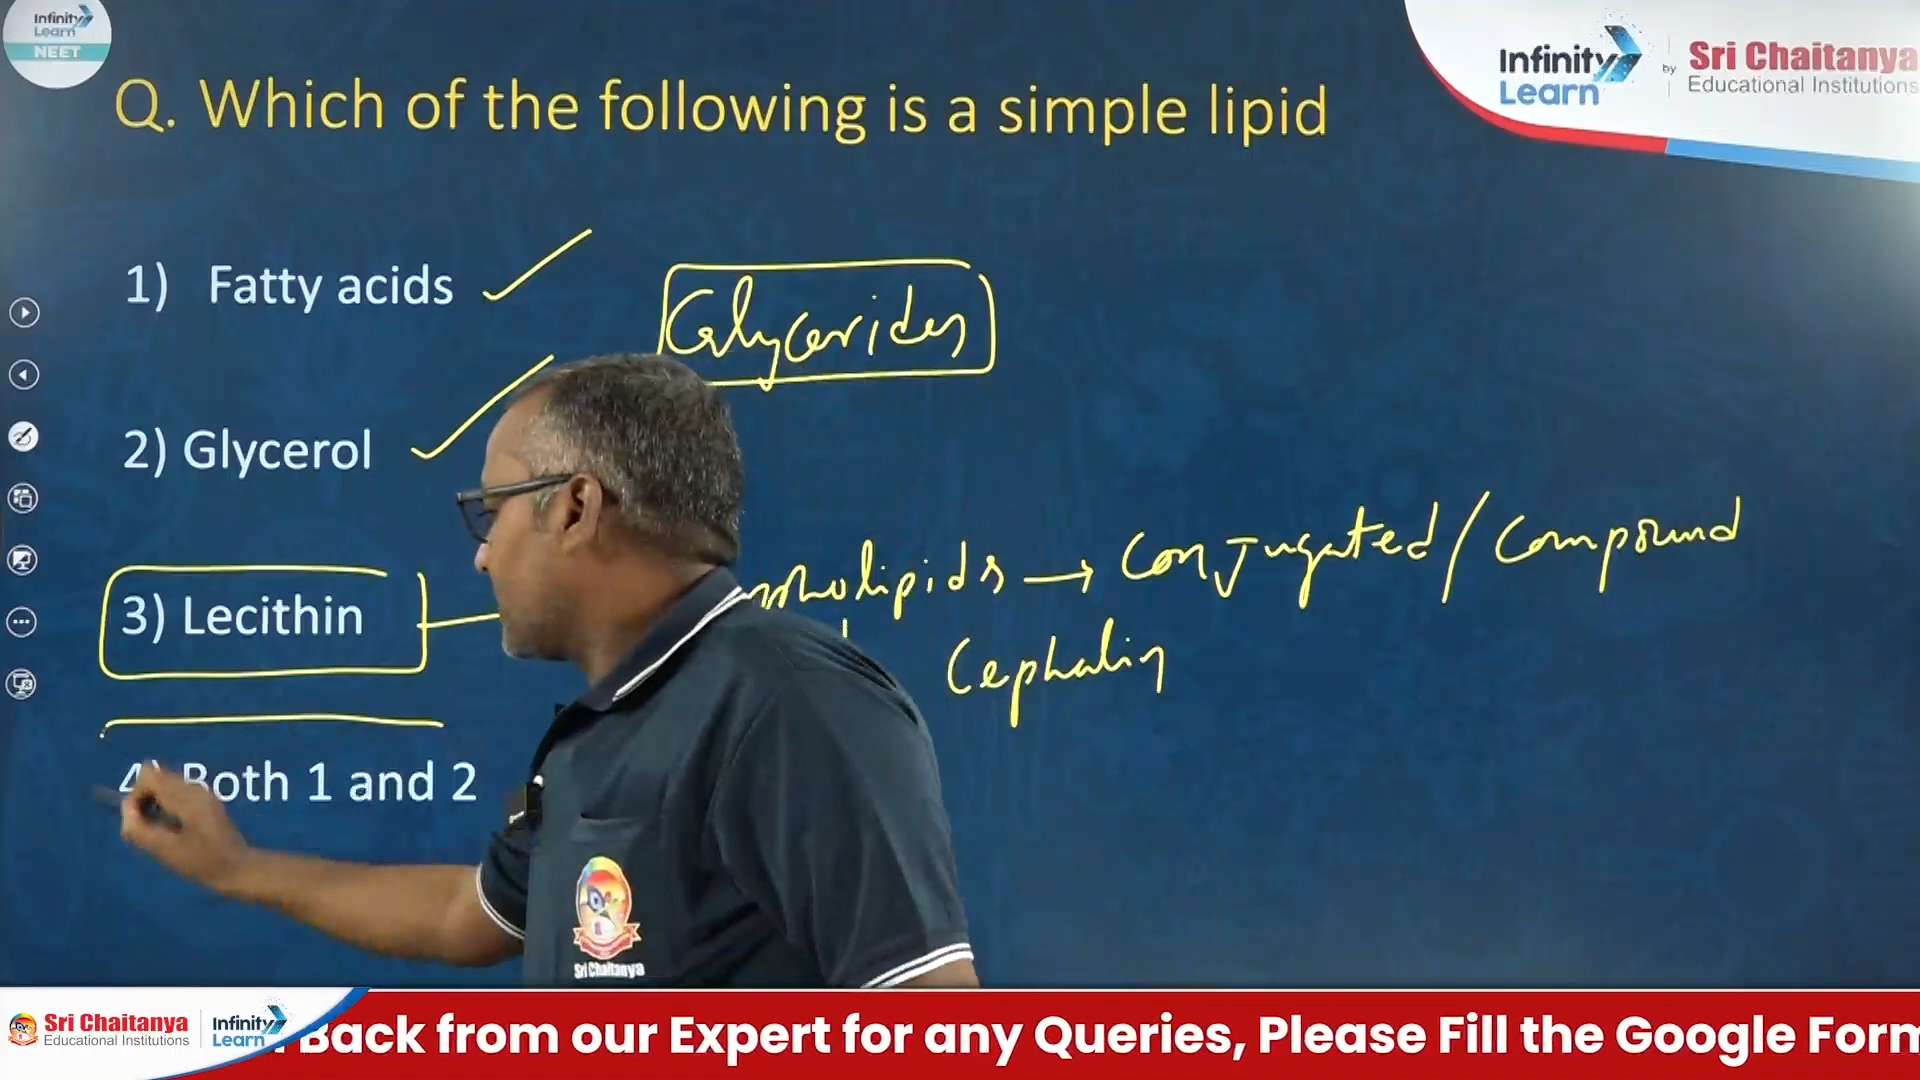 Infinity
Learn
NEET
Infinity
Learn
by
Sri Chaitanya
Educational Institutions
Q. Which of the following is a simple lipid
1) Fatty acids
Glycerides
2) Glycerol
3) Lecithin
→ Conjugated / Compound
Cephalin
4) Both 1 and 2
Sri Chaitanya
Sri Chaitanya
Educational Institutions
Infinity
Learn
Back from our Expert for any Queries, Please Fill the Google Form